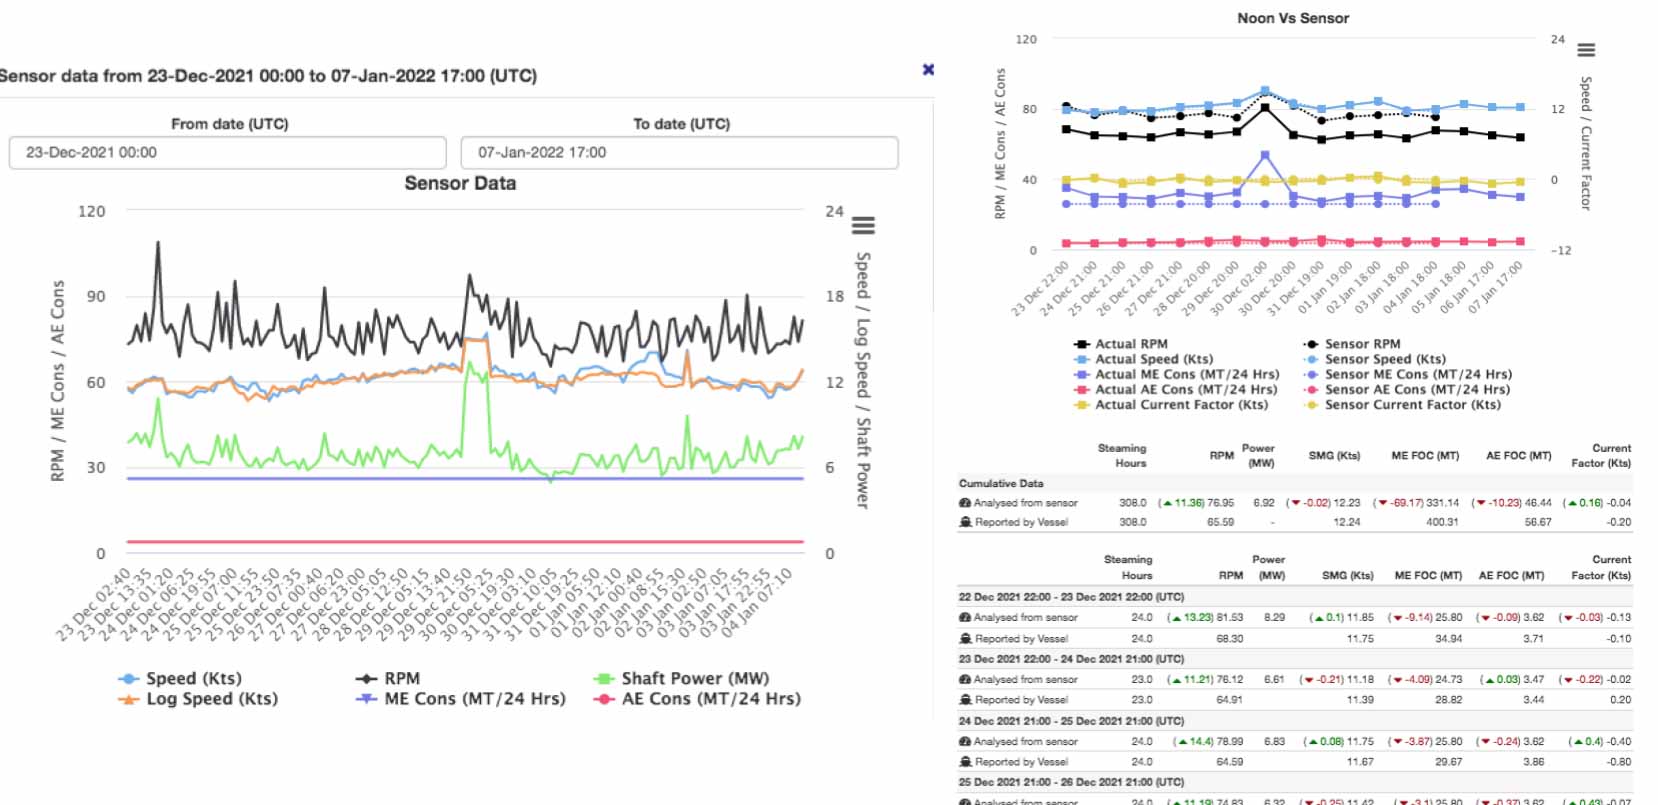 Sensor data from 23-Dec-2021 00:00 to 07-Jan-2022 17:00 (UTC)
From date (UTC)
To date (UTC)
23-Dec-2021 00:00
07-Jan-2022 17:00
Sensor Data
120
90
60
30
0
RPM / ME Cons / AE Cons
24
18
12
6
0
Speed / Log Speed / Shaft Power
23 Dec 02:40
23 Dec 13:35
24 Dec 01:20
24 Dec 06:25
24 Dec 19:55
25 Dec 07:00
25 Dec 11:55
25 Dec 23:50
26 Dec 07:35
27 Dec 00:40
27 Dec 06:20
27 Dec 23:00
28 Dec 05:05
28 Dec 12:50
29 Dec 05:15
29 Dec 13:40
29 Dec 21:50
30 Dec 05:25
30 Dec 19:30
31 Dec 03:10
31 Dec 10:05
31 Dec 19:25
01 Jan 05:50
01 Jan 12:10
02 Jan 00:40
02 Jan 08:55
02 Jan 15:30
03 Jan 02:50
03 Jan 07:05
03 Jan 17:55
03 Jan 22:55
04 Jan 07:10
Speed (Kts)
RPM
Shaft Power (MW)
Log Speed (Kts)
ME Cons (MT/24 Hrs)
AE Cons (MT/24 Hrs)
Noon Vs Sensor
120
80
40
0
RPM / ME Cons / AE Cons
24
12
0
-12
Speed / Current Factor
23 Dec 22:00
24 Dec 21:00
25 Dec 21:00
26 Dec 21:00
27 Dec 21:00
28 Dec 20:00
29 Dec 20:00
30 Dec 02:00
30 Dec 20:00
31 Dec 19:00
01 Jan 19:00
02 Jan 18:00
03 Jan 18:00
04 Jan 18:00
05 Jan 18:00
06 Jan 17:00
07 Jan 17:00
Actual RPM
Sensor RPM
Actual Speed (Kts)
Sensor Speed (Kts)
Actual ME Cons (MT/24 Hrs)
Sensor ME Cons (MT/24 Hrs)
Actual AE Cons (MT/24 Hrs)
Sensor AE Cons (MT/24 Hrs)
Actual Current Factor (Kts)
Sensor Current Factor (Kts)
Steaming Hours RPM Power (MW) SMG (Kts) ME FOC (MT) AE FOC (MT) Current Factor (Kts)
Cumulative Data
Analysed from sensor 308.0 (▲ 11.36) 76.95 6.92 (▼ -0.02) 12.23 (▼ -69.17) 331.14 (▼ -10.23) 46.44 (▲ 0.16) -0.04
Reported by Vessel 308.0 65.59 - 12.24 400.31 56.67 -0.20
Steaming Hours RPM Power (MW) SMG (Kts) ME FOC (MT) AE FOC (MT) Current Factor (Kts)
22 Dec 2021 22:00 - 23 Dec 2021 22:00 (UTC)
Analysed from sensor 24.0 (▲ 13.23) 81.53 8.29 (▲ 0.1) 11.85 (▼ -9.14) 25.80 (▼ -0.09) 3.62 (▼ -0.03) -0.13
Reported by Vessel 24.0 68.30 11.75 34.94 3.71 -0.10
23 Dec 2021 22:00 - 24 Dec 2021 21:00 (UTC)
Analysed from sensor 23.0 (▲ 11.21) 76.12 6.61 (▼ -0.21) 11.18 (▼ -4.09) 24.73 (▲ 0.03) 3.47 (▼ -0.22) -0.02
Reported by Vessel 23.0 64.91 11.39 28.82 3.44 0.20
24 Dec 2021 21:00 - 25 Dec 2021 21:00 (UTC)
Analysed from sensor 24.0 (▲ 14.4) 78.99 6.83 (▲ 0.08) 11.75 (▼ -3.87) 25.80 (▼ -0.24) 3.62 (▲ 0.4) -0.40
Reported by Vessel 24.0 64.59 11.67 29.67 3.86 -0.80
25 Dec 2021 21:00 - 26 Dec 2021 21:00 (UTC)
Analysed from sensor 24.0 (▲ 11.19) 74.83 6.32 (▼ -0.25) 11.42 (▼ -3.1) 25.80 (▼ -0.37) 3.62 (▲ 0.43) -0.07